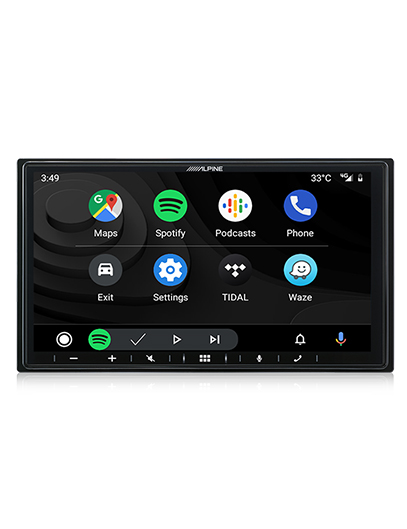 ALPINE
3:49
33°C 4G
Maps Spotify Podcasts Phone
G
Exit Settings TIDAL Waze